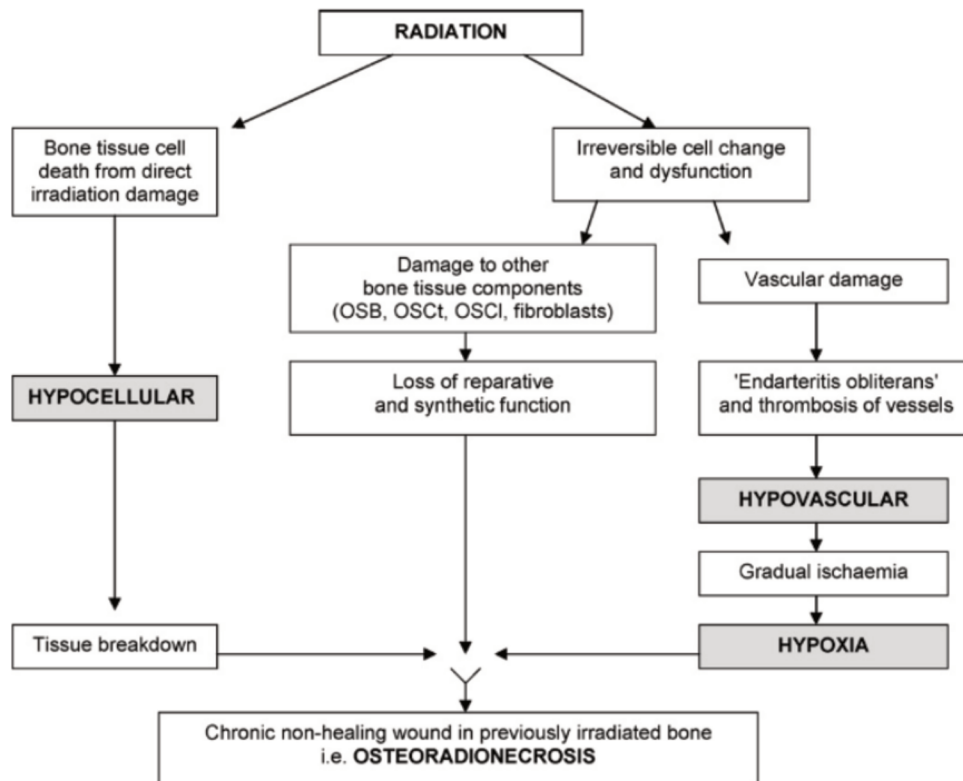 RADIATION
Bone tissue cell
death from direct
irradiation damage
Irreversible cell change
and dysfunction
Damage to other
bone tissue components
(OSB, OSCt, OSCl, fibroblasts)
Vascular damage
HYPOCELLULAR
Loss of reparative
and synthetic function
'Endarteritis obliterans'
and thrombosis of vessels
HYPOVASCULAR
Gradual ischaemia
Tissue breakdown
HYPOXIA
Chronic non-healing wound in previously irradiated bone
i.e. OSTEORADIONECROSIS